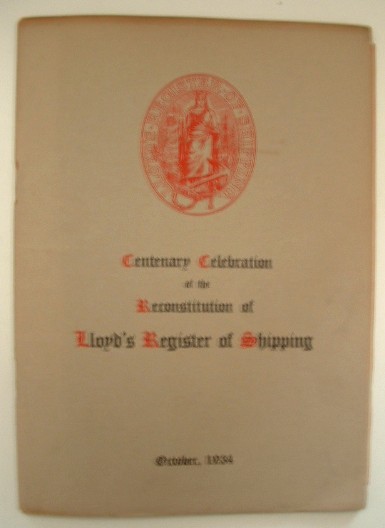 Centenary Celebration
of the
Reconstitution of
Lloyd's Register of Shipping
October, 1934